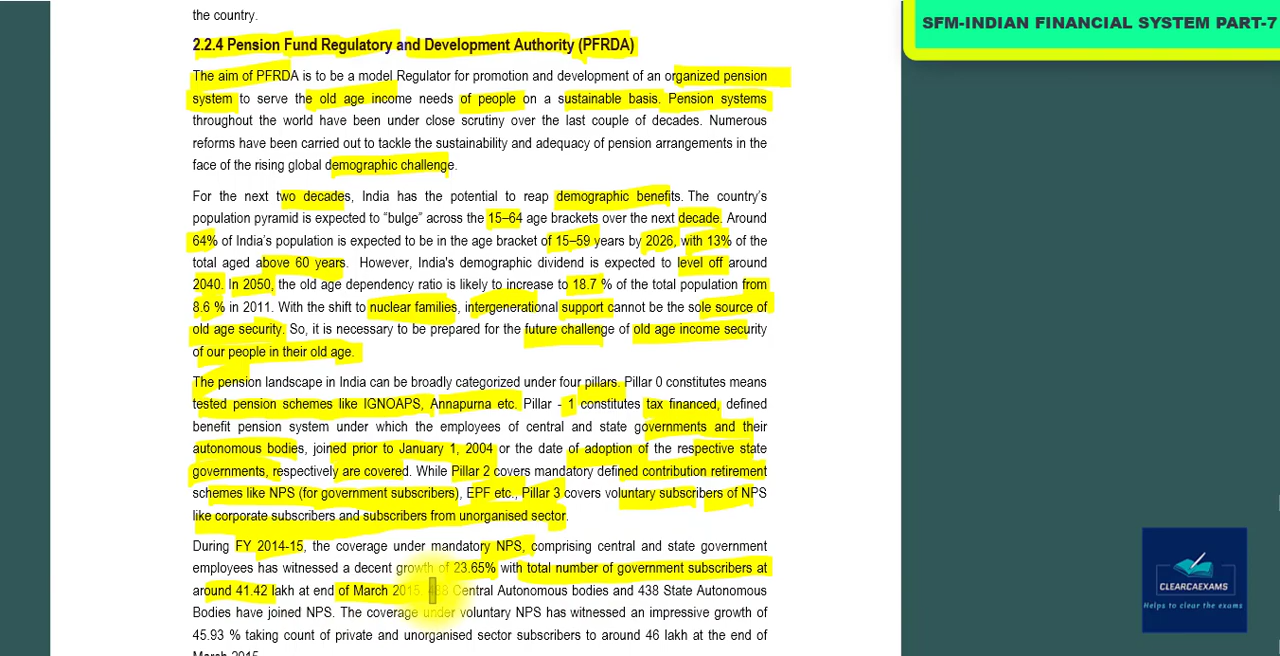 the country.
SFM-INDIAN FINANCIAL SYSTEM PART-7
2.2.4 Pension Fund Regulatory and Development Authority (PFRDA)
The aim of PFRDA is to be a model Regulator for promotion and development of an organized pension
system to serve the old age income needs of people on a sustainable basis. Pension systems
throughout the world have been under close scrutiny over the last couple of decades. Numerous
reforms have been carried out to tackle the sustainability and adequacy of pension arrangements in the
face of the rising global demographic challenge.
For the next two decades, India has the potential to reap demographic benefits. The country's
population pyramid is expected to "bulge" across the 15–64 age brackets over the next decade. Around
64% of India's population is expected to be in the age bracket of 15–59 years by 2026, with 13% of the
total aged above 60 years. However, India's demographic dividend is expected to level off around
2040. In 2050, the old age dependency ratio is likely to increase to 18.7 % of the total population from
8.6 % in 2011. With the shift to nuclear families, intergenerational support cannot be the sole source of
old age security. So, it is necessary to be prepared for the future challenge of old age income security
of our people in their old age.
The pension landscape in India can be broadly categorized under four pillars. Pillar 0 constitutes means
tested pension schemes like IGNOAPS, Annapurna etc. Pillar - 1 constitutes tax financed, defined
benefit pension system under which the employees of central and state governments and their
autonomous bodies, joined prior to January 1, 2004 or the date of adoption of the respective state
governments, respectively are covered. While Pillar 2 covers mandatory defined contribution retirement
schemes like NPS (for government subscribers), EPF etc., Pillar 3 covers voluntary subscribers of NPS
like corporate subscribers and subscribers from unorganised sector.
During FY 2014-15, the coverage under mandatory NPS, comprising central and state government
employees has witnessed a decent growth of 23.65% with total number of government subscribers at
around 41.42 lakh at end of March 2015. Central Autonomous bodies and 438 State Autonomous
Bodies have joined NPS. The coverage under voluntary NPS has witnessed an impressive growth of
45.93 % taking count of private and unorganised sector subscribers to around 46 lakh at the end of
March 2015.
CLEARCAEXAMS
Helps to clear the exams